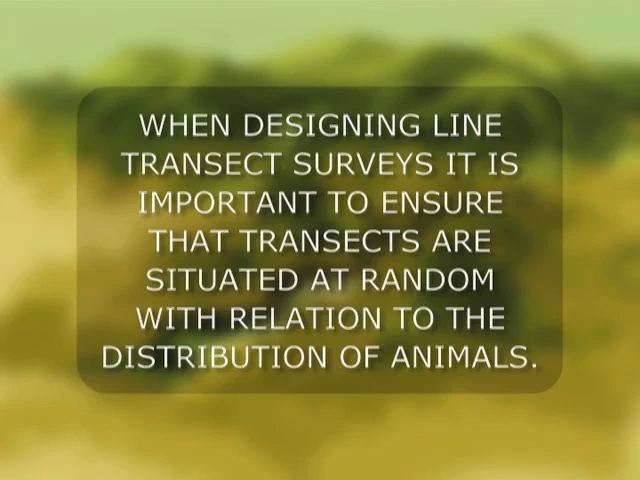 WHEN DESIGNING LINE
TRANSECT SURVEYS IT IS
IMPORTANT TO ENSURE
THAT TRANSECTS ARE
SITUATED AT RANDOM
WITH RELATION TO THE
DISTRIBUTION OF ANIMALS.